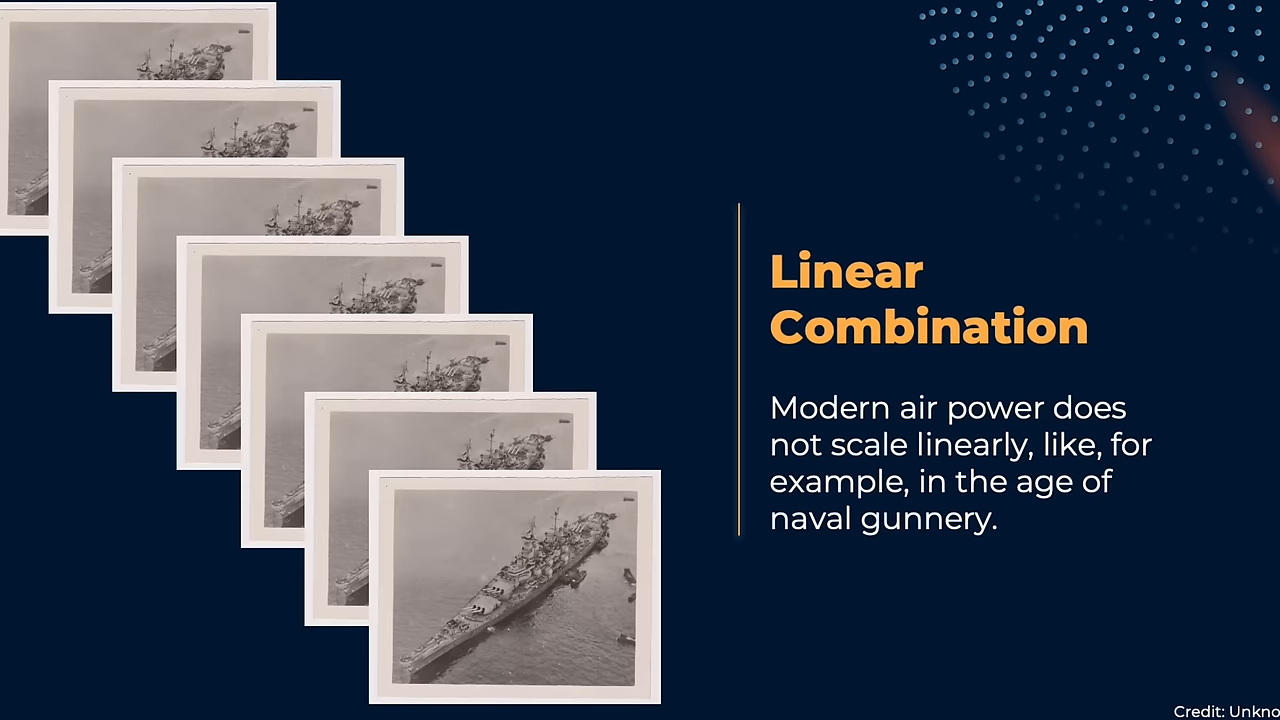 Linear
Combination
Modern air power does
not scale linearly, like, for
example, in the age of
naval gunnery.
Credit: Unkno